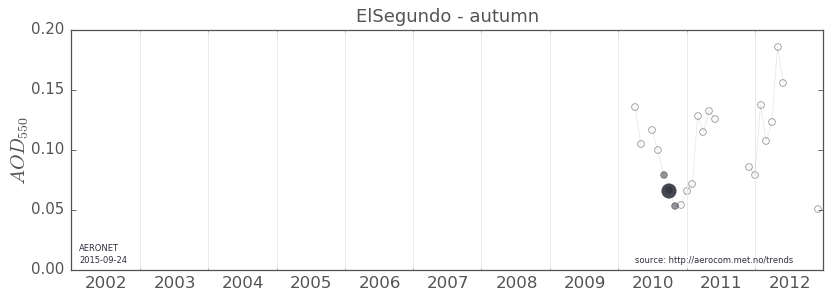 ElSegundo - autumn
0.20
0.15
0.10
0.05
0.00
AOD550
AERONET
2015-09-24
source: http://aerocom.met.no/trends
2002 2003 2004 2005 2006 2007 2008 2009 2010 2011 2012